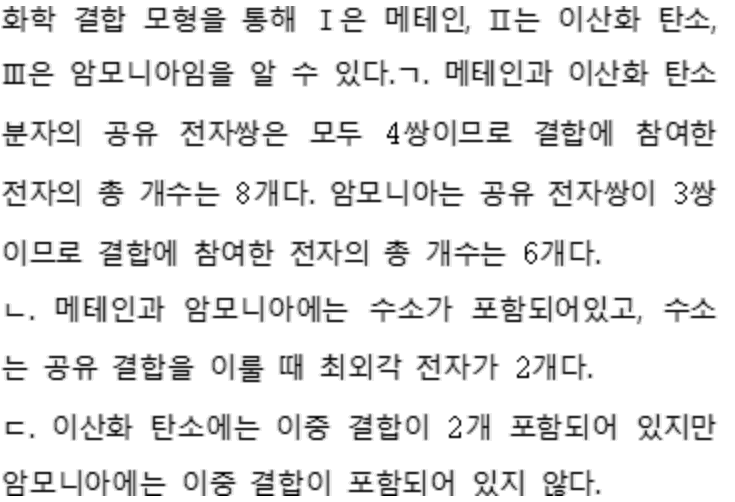 화학 결합 모형을 통해 Ⅰ은 메테인, Ⅱ는 이산화 탄소,
Ⅲ은 암모니아임을 알 수 있다.ㄱ. 메테인과 이산화 탄소
분자의 공유 전자쌍은 모두 4쌍이므로 결합에 참여한
전자의 총 개수는 8개다. 암모니아는 공유 전자쌍이 3쌍
이므로 결합에 참여한 전자의 총 개수는 6개다.
ㄴ. 메테인과 암모니아에는 수소가 포함되어있고, 수소
는 공유 결합을 이룰 때 최외각 전자가 2개다.
ㄷ. 이산화 탄소에는 이중 결합이 2개 포함되어 있지만
암모니아에는 이중 결합이 포함되어 있지 않다.